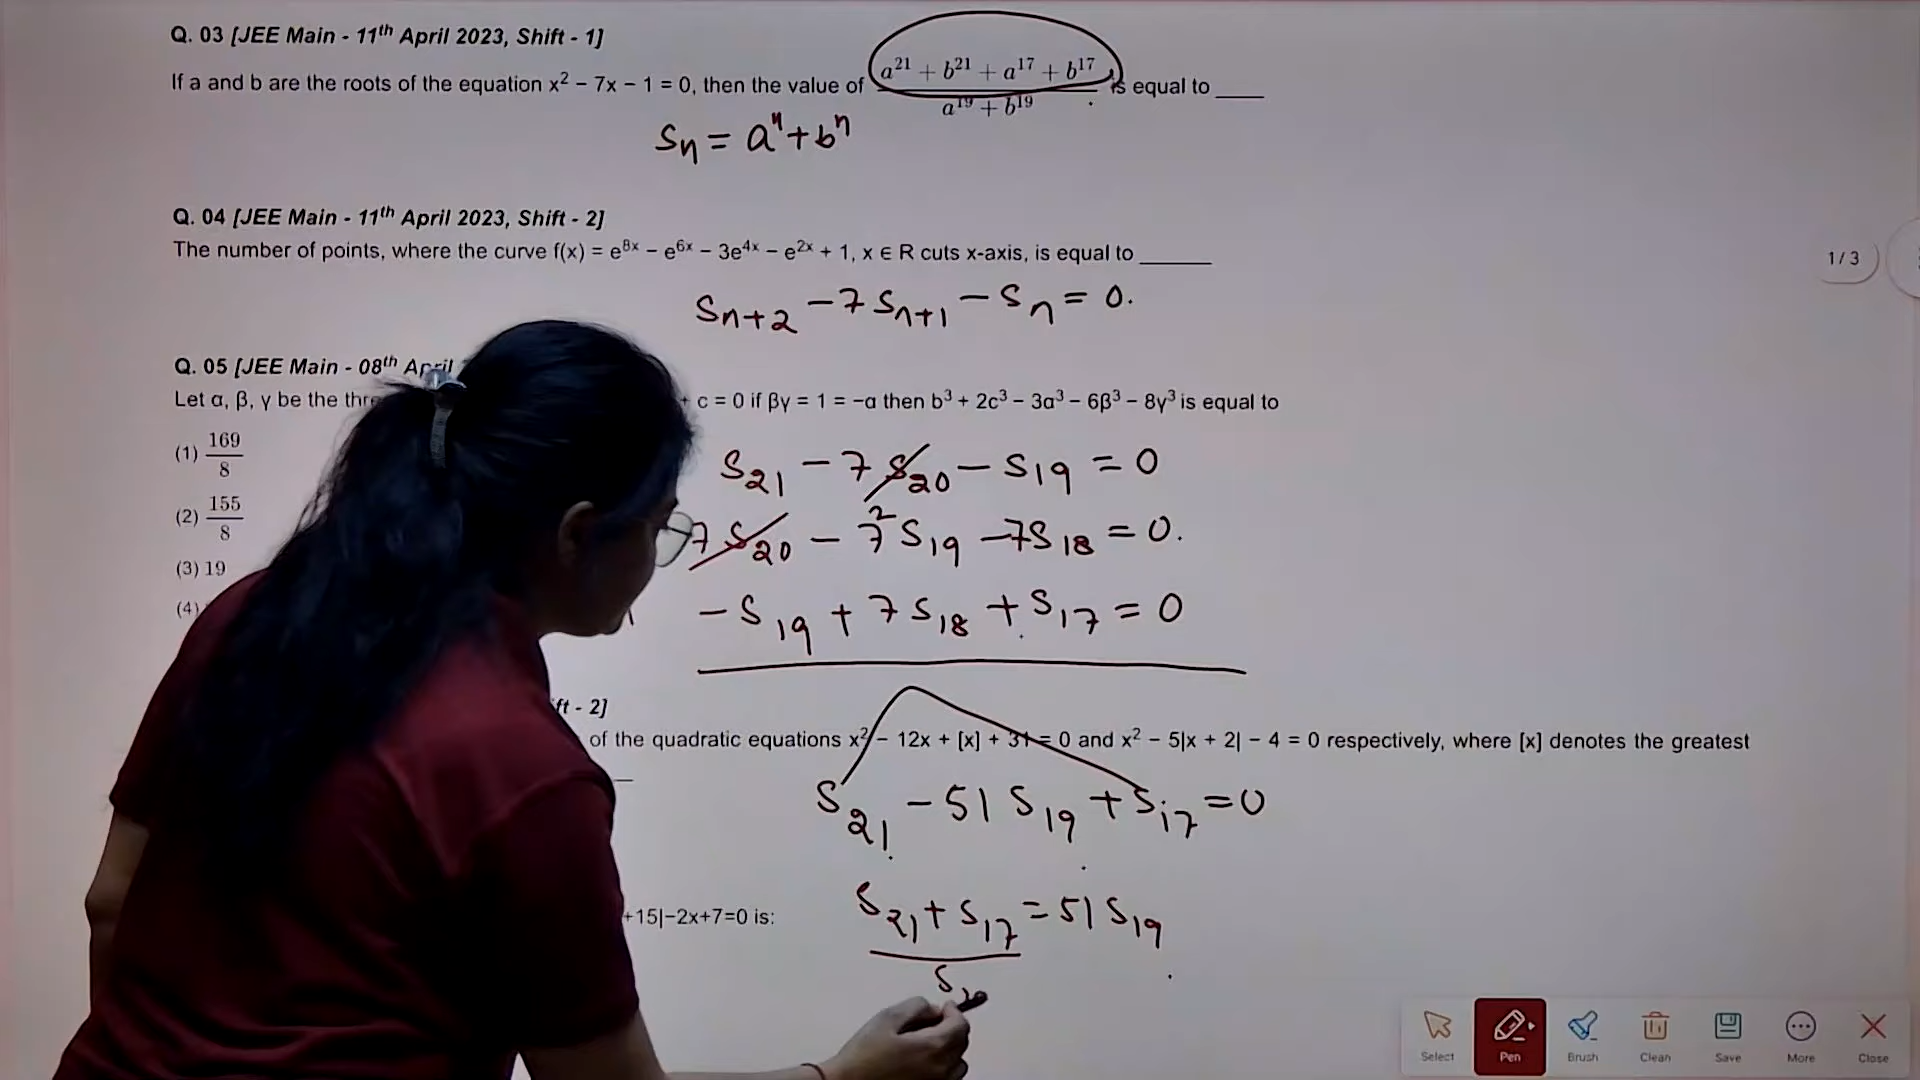 Q. 03 [JEE Main - 11th April 2023, Shift - 1]
If a and b are the roots of the equation x² − 7x − 1 = 0, then the value of (a²¹ + b²¹ + a¹⁷ + b¹⁷)/(a¹⁹ + b¹⁹) is equal to ____
Sₙ = aⁿ + bⁿ
Q. 04 [JEE Main - 11th April 2023, Shift - 2]
The number of points, where the curve f(x) = e⁸ˣ − e⁶ˣ − 3e⁴ˣ − e²ˣ + 1, x ∈ R cuts x-axis, is equal to ______
1 / 3
Sₙ₊₂ − 7Sₙ₊₁ − Sₙ = 0.
Q. 05 [JEE Main - 08th April
Let α, β, γ be the + c = 0 if βγ = 1 = −α then b³ + 2c³ − 3α³ − 6β³ − 8γ³ is equal to
(1) 169/8
S₂₁ − 7S₂₀ − S₁₉ = 0
(2) 155/8
7S₂₀ − 7²S₁₉ − 7S₁₈ = 0.
(3) 19
(4)
−S₁₉ + 7S₁₈ + S₁₇ = 0
- 2]
of the quadratic equations x² − 12x + [x] + 31 = 0 and x² − 5|x + 2| − 4 = 0 respectively, where [x] denotes the greatest
S₂₁ − 51 S₁₉ + S₁₇ = 0
+15|−2x+7=0 is:
S₂₁ + S₁₇ = 51 S₁₉
S
Select Pen Brush Clean Save More Close